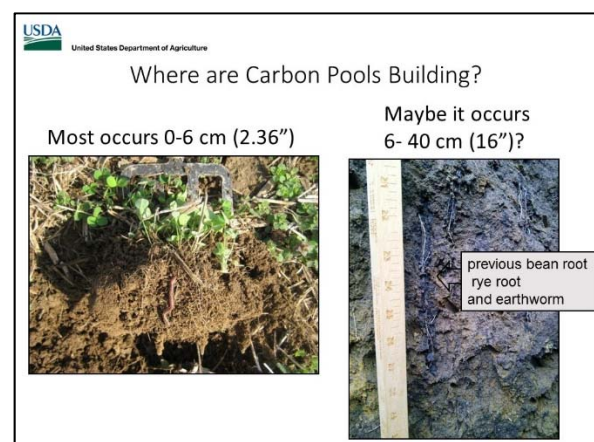 USDA
United States Department of Agriculture
Where are Carbon Pools Building?
Most occurs 0-6 cm (2.36”)
Maybe it occurs
6- 40 cm (16”)?
previous bean root
rye root
and earthworm